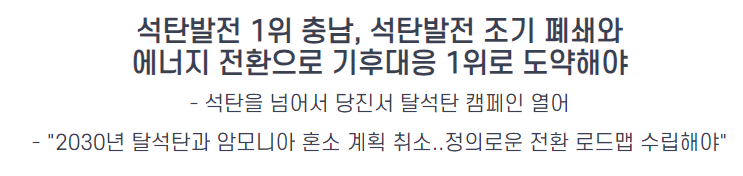 석탄발전 1위 충남, 석탄발전 조기 폐쇄와
에너지 전환으로 기후대응 1위로 도약해야
- 석탄을 넘어서 당진서 탈석탄 캠페인 열어
- "2030년 탈석탄과 암모니아 혼소 계획 취소..정의로운 전환 로드맵 수립해야"